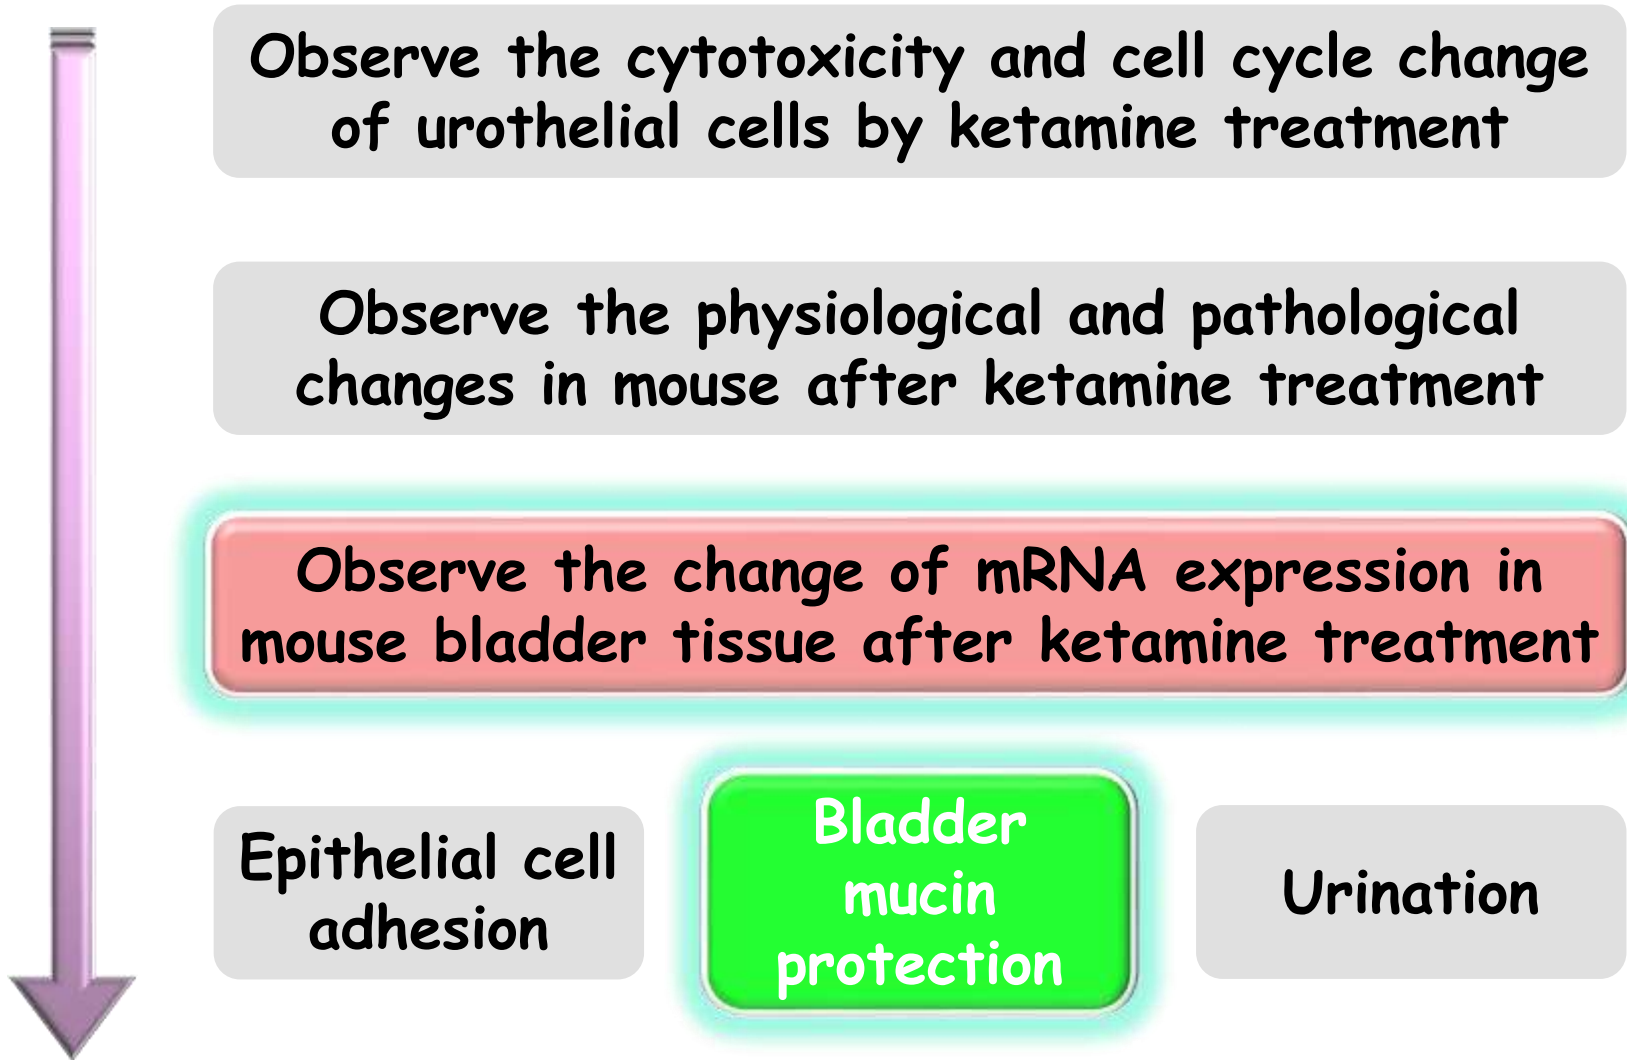 Observe the cytotoxicity and cell cycle change
of urothelial cells by ketamine treatment
Observe the physiological and pathological
changes in mouse after ketamine treatment
Observe the change of mRNA expression in
mouse bladder tissue after ketamine treatment
Epithelial cell
adhesion
Bladder
mucin
protection
Urination